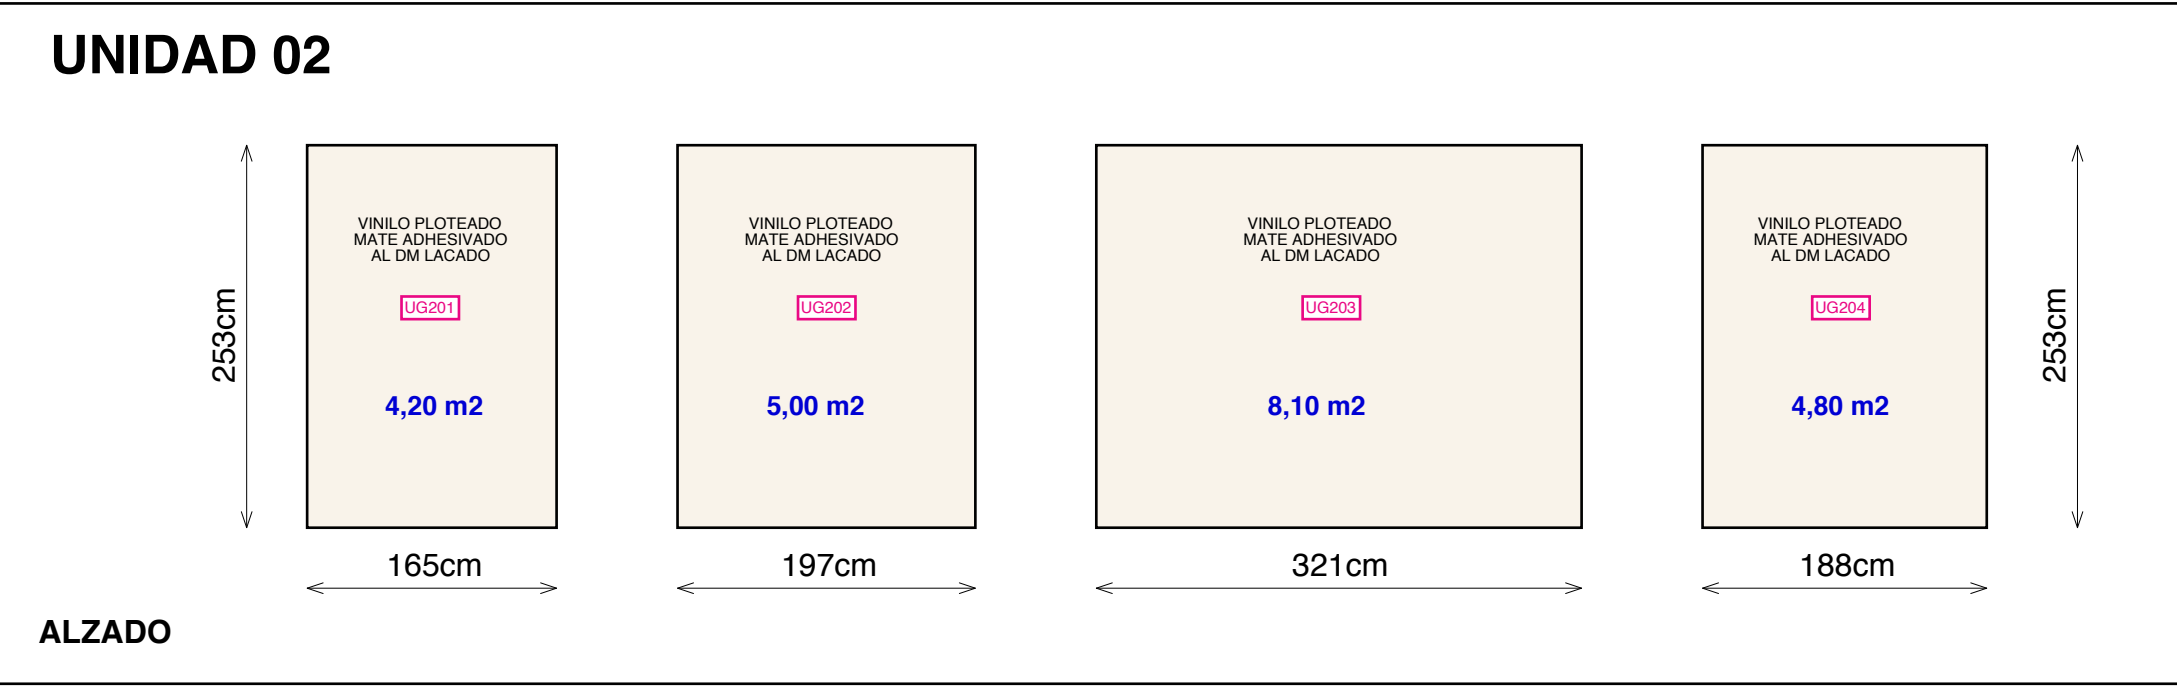 UNIDAD 02
253cm
VINILO PLOTEADO
MATE ADHESIVADO
AL DM LACADO
UG201
4,20 m2
165cm
VINILO PLOTEADO
MATE ADHESIVADO
AL DM LACADO
UG202
5,00 m2
197cm
VINILO PLOTEADO
MATE ADHESIVADO
AL DM LACADO
UG203
8,10 m2
321cm
VINILO PLOTEADO
MATE ADHESIVADO
AL DM LACADO
UG204
4,80 m2
188cm
253cm
ALZADO